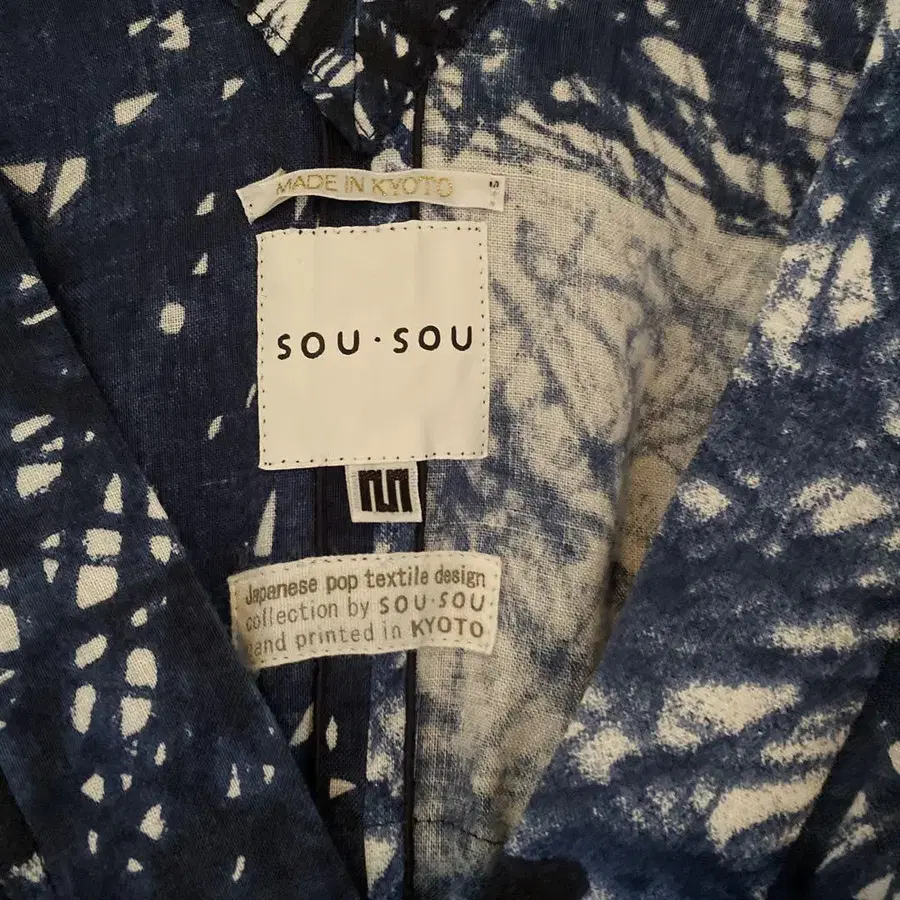 MADE IN KYOTO
S
SOU・SOU
Japanese pop textile design
collection by SOU・SOU
hand printed in KYOTO